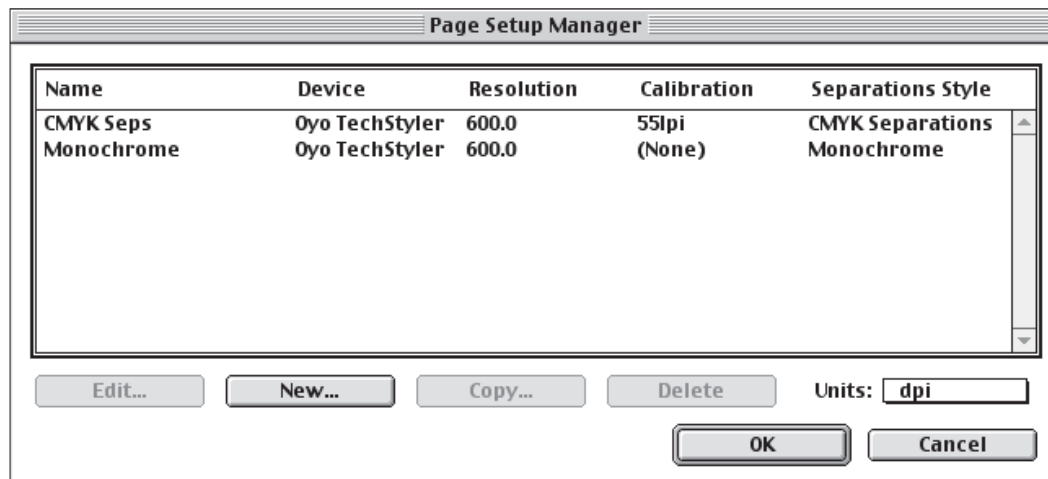 Page Setup Manager
Name Device Resolution Calibration Separations Style
CMYK Seps Oyo TechStyler 600.0 55lpi CMYK Separations
Monochrome Oyo TechStyler 600.0 (None) Monochrome
Edit... New... Copy... Delete Units: dpi
OK Cancel